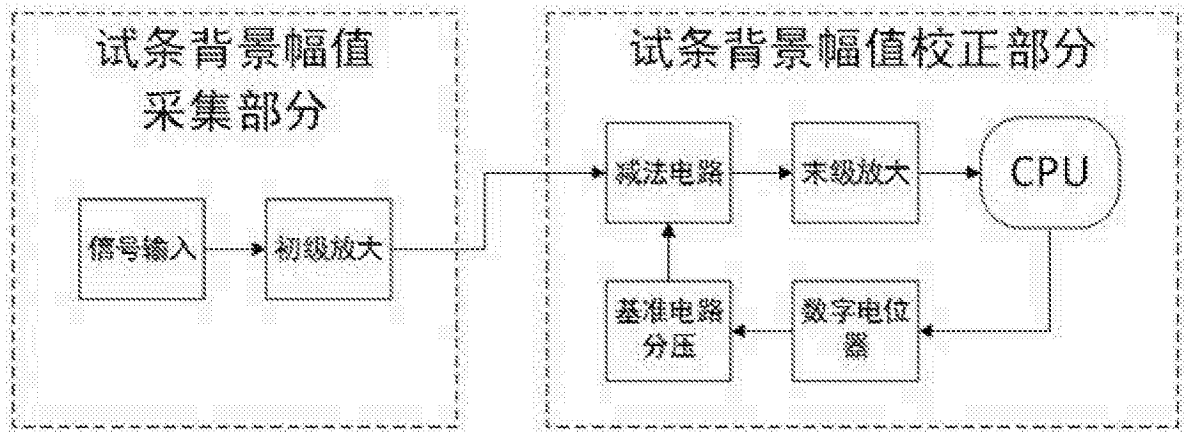 试条背景幅值
采集部分
信号输入
初级放大
试条背景幅值校正部分
减法电路
末级放大
CPU
基准电路
分压
数字电位
器